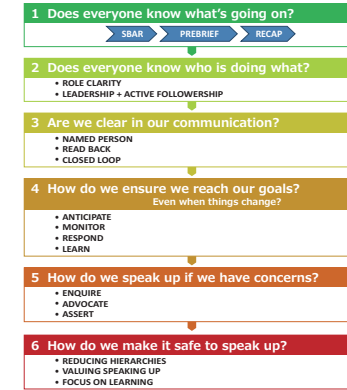 1 Does everyone know what's going on?
SBAR PREBRIEF RECAP
2 Does everyone know who is doing what?
• ROLE CLARITY
• LEADERSHIP + ACTIVE FOLLOWERSHIP
3 Are we clear in our communication?
• NAMED PERSON
• READ BACK
• CLOSED LOOP
4 How do we ensure we reach our goals?
Even when things change?
• ANTICIPATE
• MONITOR
• RESPOND
• LEARN
5 How do we speak up if we have concerns?
• ENQUIRE
• ADVOCATE
• ASSERT
6 How do we make it safe to speak up?
• REDUCING HIERARCHIES
• VALUING SPEAKING UP
• FOCUS ON LEARNING